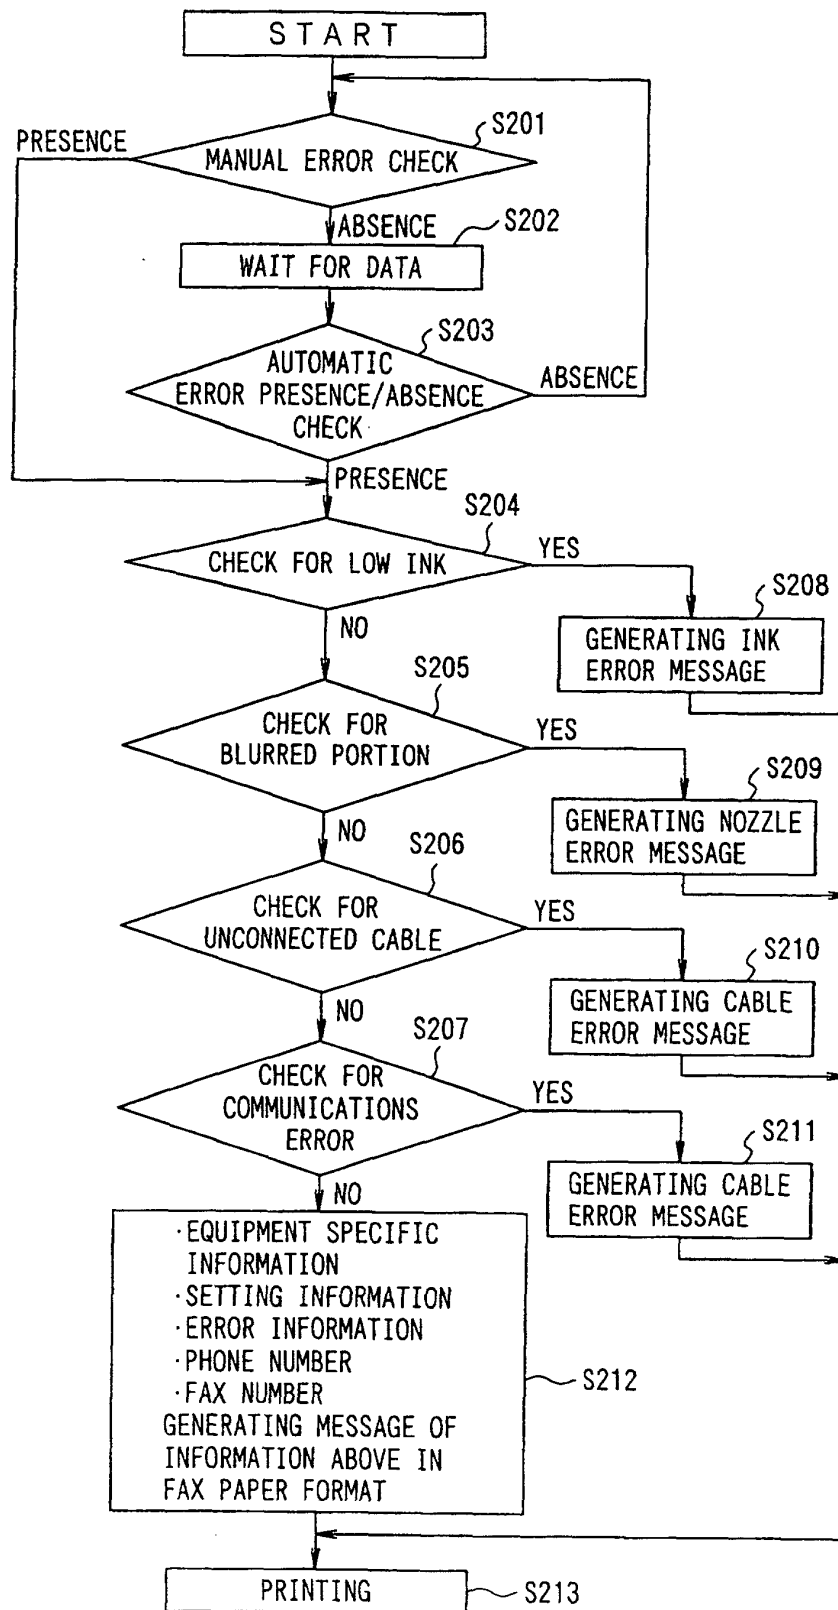 START
S201
PRESENCE
MANUAL ERROR CHECK
ABSENCE
S202
WAIT FOR DATA
S203
AUTOMATIC
ERROR PRESENCE/ABSENCE
CHECK
ABSENCE
PRESENCE
S204
CHECK FOR LOW INK
YES
NO
S208
GENERATING INK
ERROR MESSAGE
S205
CHECK FOR
BLURRED PORTION
YES
NO
S209
GENERATING NOZZLE
ERROR MESSAGE
S206
CHECK FOR
UNCONNECTED CABLE
YES
NO
S210
GENERATING CABLE
ERROR MESSAGE
S207
CHECK FOR
COMMUNICATIONS
ERROR
YES
NO
S211
GENERATING CABLE
ERROR MESSAGE
·EQUIPMENT SPECIFIC
INFORMATION
·SETTING INFORMATION
·ERROR INFORMATION
·PHONE NUMBER
·FAX NUMBER
GENERATING MESSAGE OF
INFORMATION ABOVE IN
FAX PAPER FORMAT
S212
PRINTING
S213